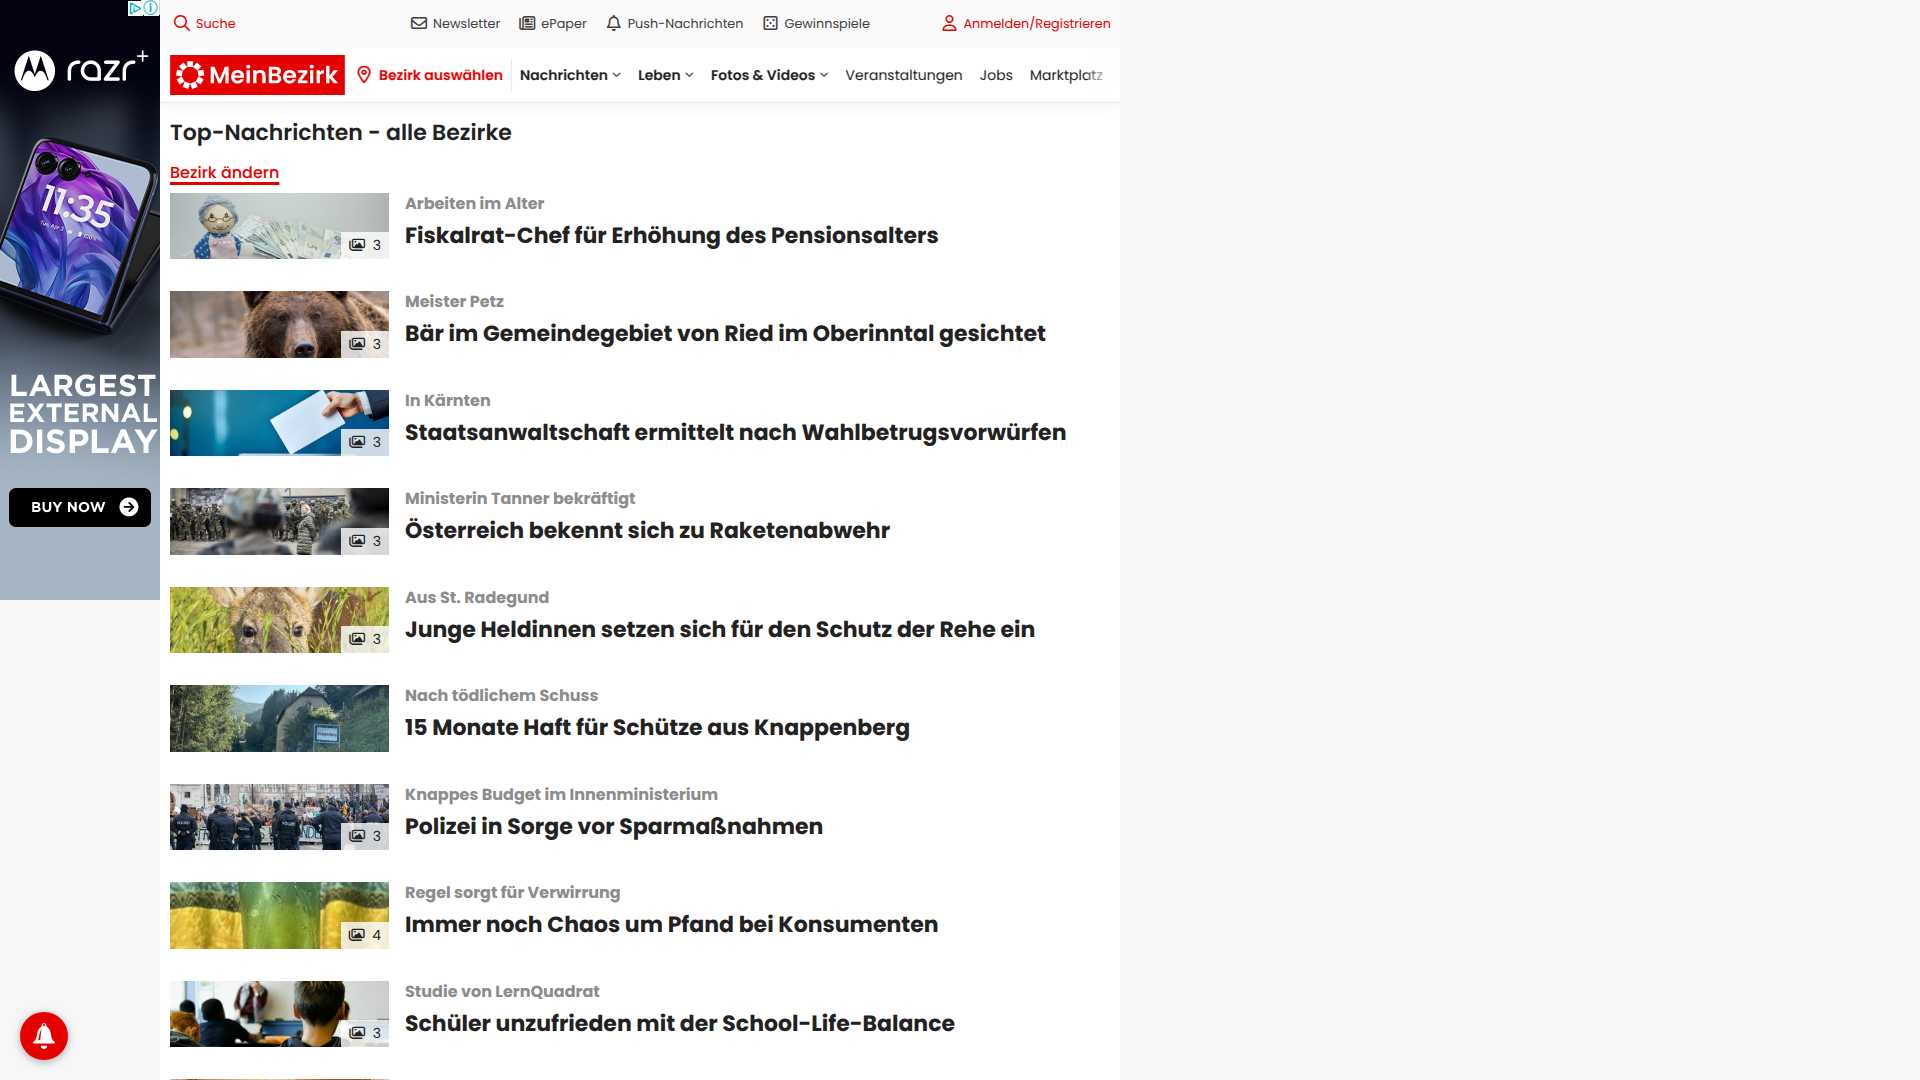 razr+
11:35
LARGEST
EXTERNAL
DISPLAY
BUY NOW
Suche
Newsletter
ePaper
Push-Nachrichten
Gewinnspiele
Anmelden/Registrieren
MeinBezirk
Bezirk auswählen
Nachrichten
Leben
Fotos & Videos
Veranstaltungen
Jobs
Marktplatz
Top-Nachrichten - alle Bezirke
Bezirk ändern
Arbeiten im Alter
3
Fiskalrat-Chef für Erhöhung des Pensionsalters
Meister Petz
3
Bär im Gemeindegebiet von Ried im Oberinntal gesichtet
In Kärnten
3
Staatsanwaltschaft ermittelt nach Wahlbetrugsvorwürfen
Ministerin Tanner bekräftigt
3
Österreich bekennt sich zu Raketenabwehr
Aus St. Radegund
3
Junge Heldinnen setzen sich für den Schutz der Rehe ein
Nach tödlichem Schuss
15 Monate Haft für Schütze aus Knappenberg
Knappes Budget im Innenministerium
3
Polizei in Sorge vor Sparmaßnahmen
Regel sorgt für Verwirrung
4
Immer noch Chaos um Pfand bei Konsumenten
Studie von LernQuadrat
3
Schüler unzufrieden mit der School-Life-Balance